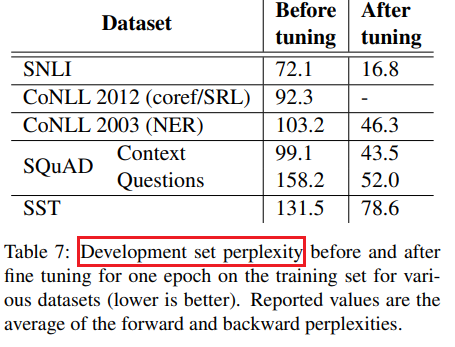 Dataset Before tuning After tuning
SNLI 72.1 16.8
CoNLL 2012 (coref/SRL) 92.3 -
CoNLL 2003 (NER) 103.2 46.3
SQuAD Context 99.1 43.5
Questions 158.2 52.0
SST 131.5 78.6
Table 7: Development set perplexity before and after
fine tuning for one epoch on the training set for vari-
ous datasets (lower is better). Reported values are the
average of the forward and backward perplexities.